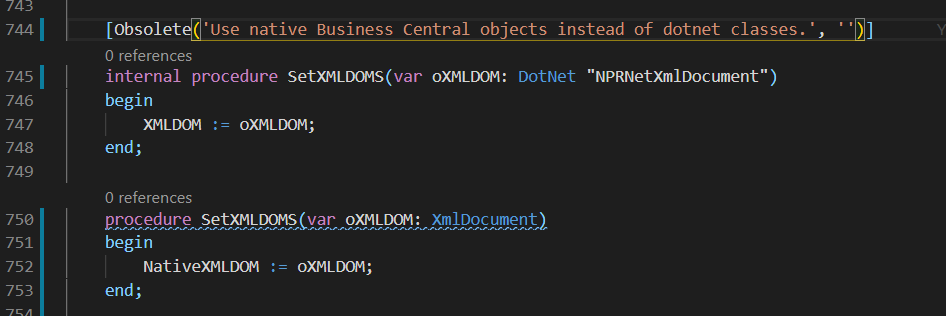 743
744 [Obsolete('Use native Business Central objects instead of dotnet classes.', '')]
0 references
745 internal procedure SetXMLDOMS(var oXMLDOM: DotNet "NPRNetXmlDocument")
746 begin
747 XMLDOM := oXMLDOM;
748 end;
749
0 references
750 procedure SetXMLDOMS(var oXMLDOM: XmlDocument)
751 begin
752 NativeXMLDOM := oXMLDOM;
753 end;
754